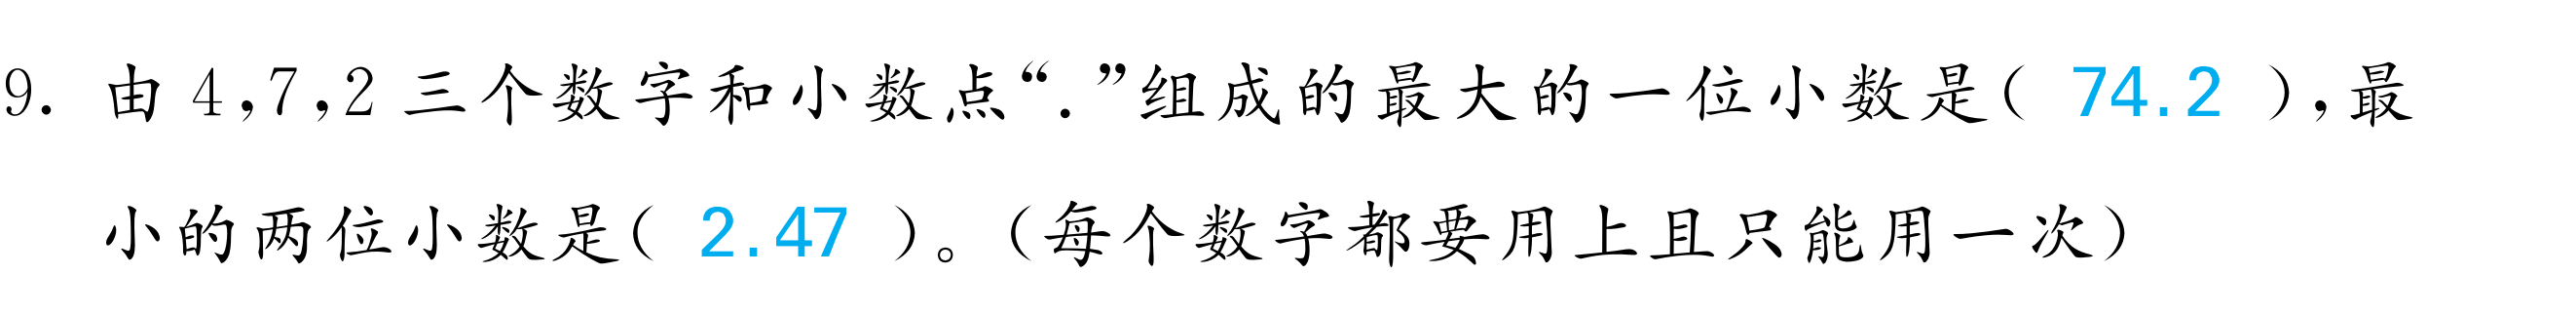 9. 由 4,7,2 三个数字和小数点“.”组成的最大的一位小数是( 74.2 ),最
小的两位小数是( 2.47 )。(每个数字都要用上且只能用一次)